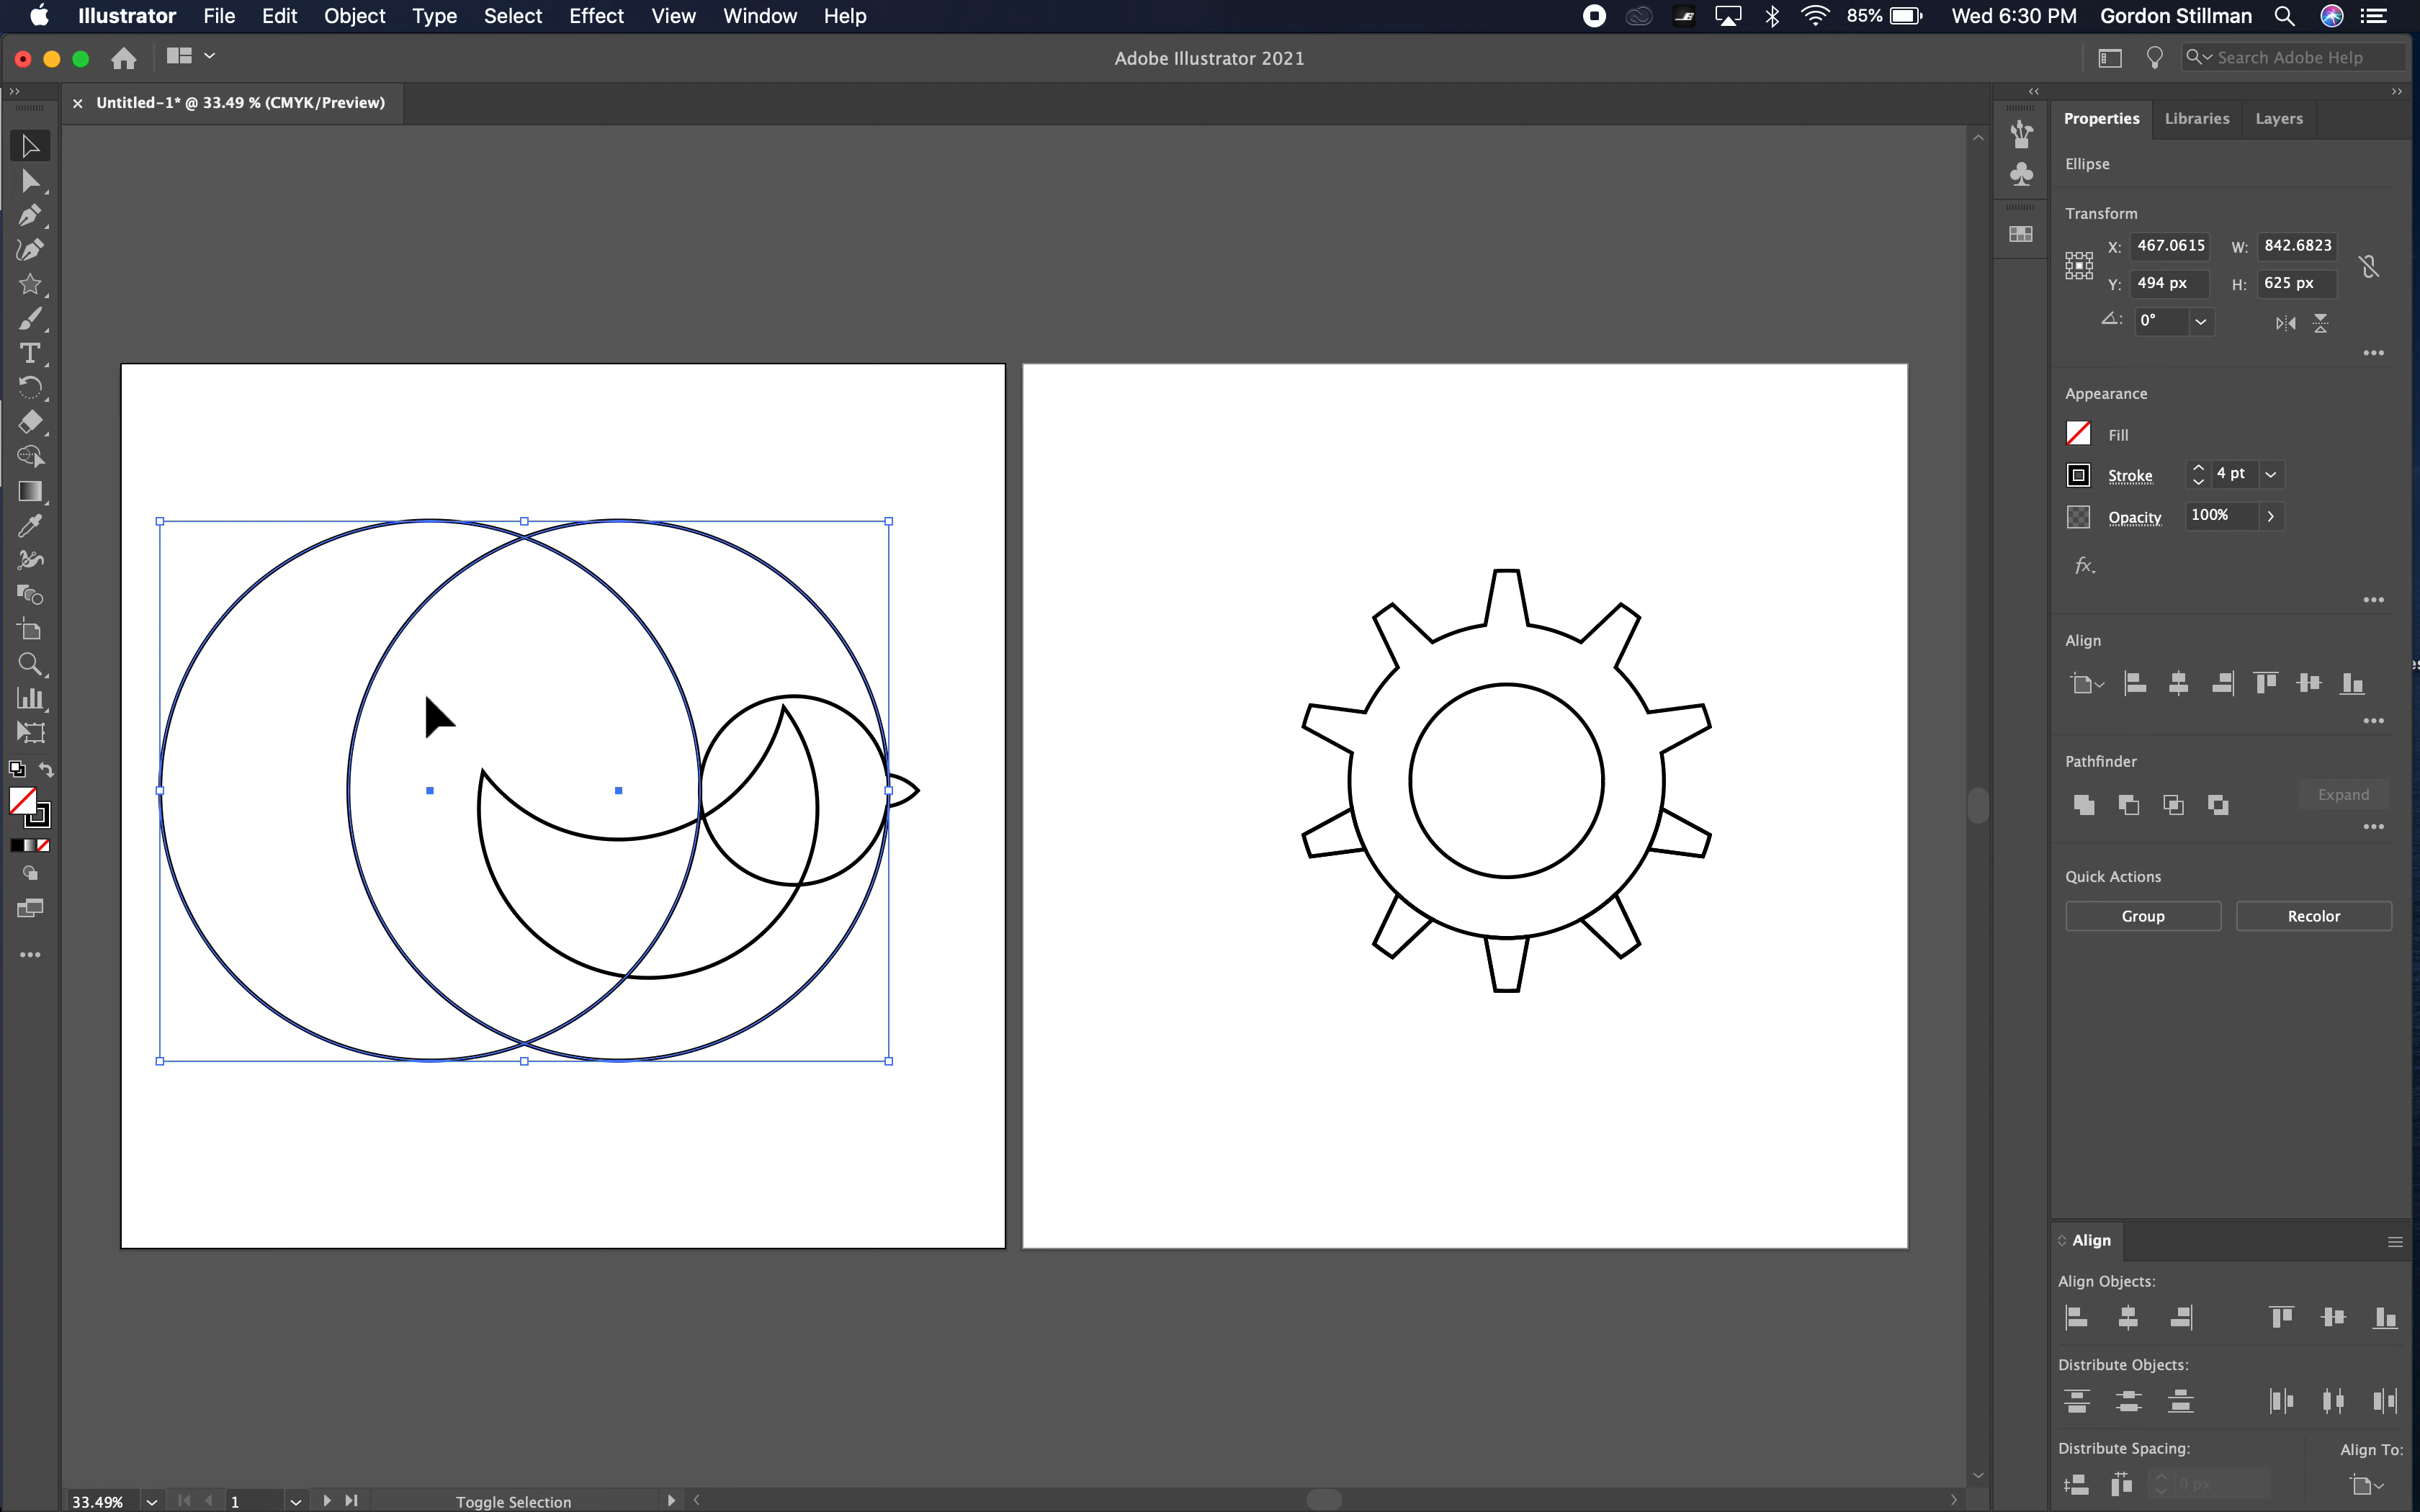 Illustrator File Edit Object Type Select Effect View Window Help 85% Wed 6:30 PM Gordon Stillman
Adobe Illustrator 2021 Search Adobe Help
× Untitled-1* @ 33.49 % (CMYK/Preview)
Properties Libraries Layers
Ellipse
Transform
X: 467.0615 W: 842.6823
Y: 494 px H: 625 px
0°
Appearance
Fill
Stroke 4 pt
Opacity 100%
fx.
Align
Pathfinder
Expand
Quick Actions
Group Recolor
Align
Align Objects:
Distribute Objects:
Distribute Spacing: Align To:
0 px
33.49% 1 Toggle Selection